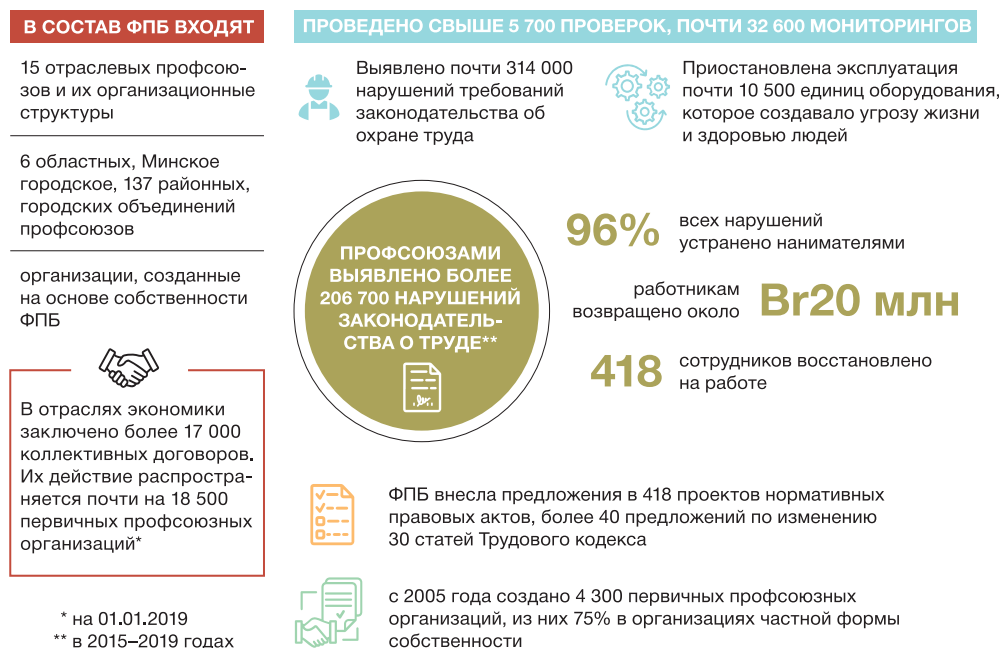 В СОСТАВ ФПБ ВХОДЯТ
15 отраслевых профсою-
зов и их организационные
структуры
6 областных, Минское
городское, 137 районных,
городских объединений
профсоюзов
организации, созданные
на основе собственности
ФПБ
В отраслях экономики
заключено более 17 000
коллективных договоров.
Их действие распростра-
няется почти на 18 500
первичных профсоюзных
организаций*
* на 01.01.2019
** в 2015–2019 годах
ПРОВЕДЕНО СВЫШЕ 5 700 ПРОВЕРОК, ПОЧТИ 32 600 МОНИТОРИНГОВ
Выявлено почти 314 000
нарушений требований
законодательства об
охране труда
Приостановлена эксплуатация
почти 10 500 единиц оборудования,
которое создавало угрозу жизни
и здоровью людей
ПРОФСОЮЗАМИ
ВЫЯВЛЕНО БОЛЕЕ
206 700 НАРУШЕНИЙ
ЗАКОНОДАТЕЛЬ-
СТВА О ТРУДЕ**
96%
всех нарушений
устранено нанимателями
работникам
возвращено около
Br20 млн
418
сотрудников восстановлено
на работе
ФПБ внесла предложения в 418 проектов нормативных
правовых актов, более 40 предложений по изменению
30 статей Трудового кодекса
с 2005 года создано 4 300 первичных профсоюзных
организаций, из них 75% в организациях частной формы
собственности